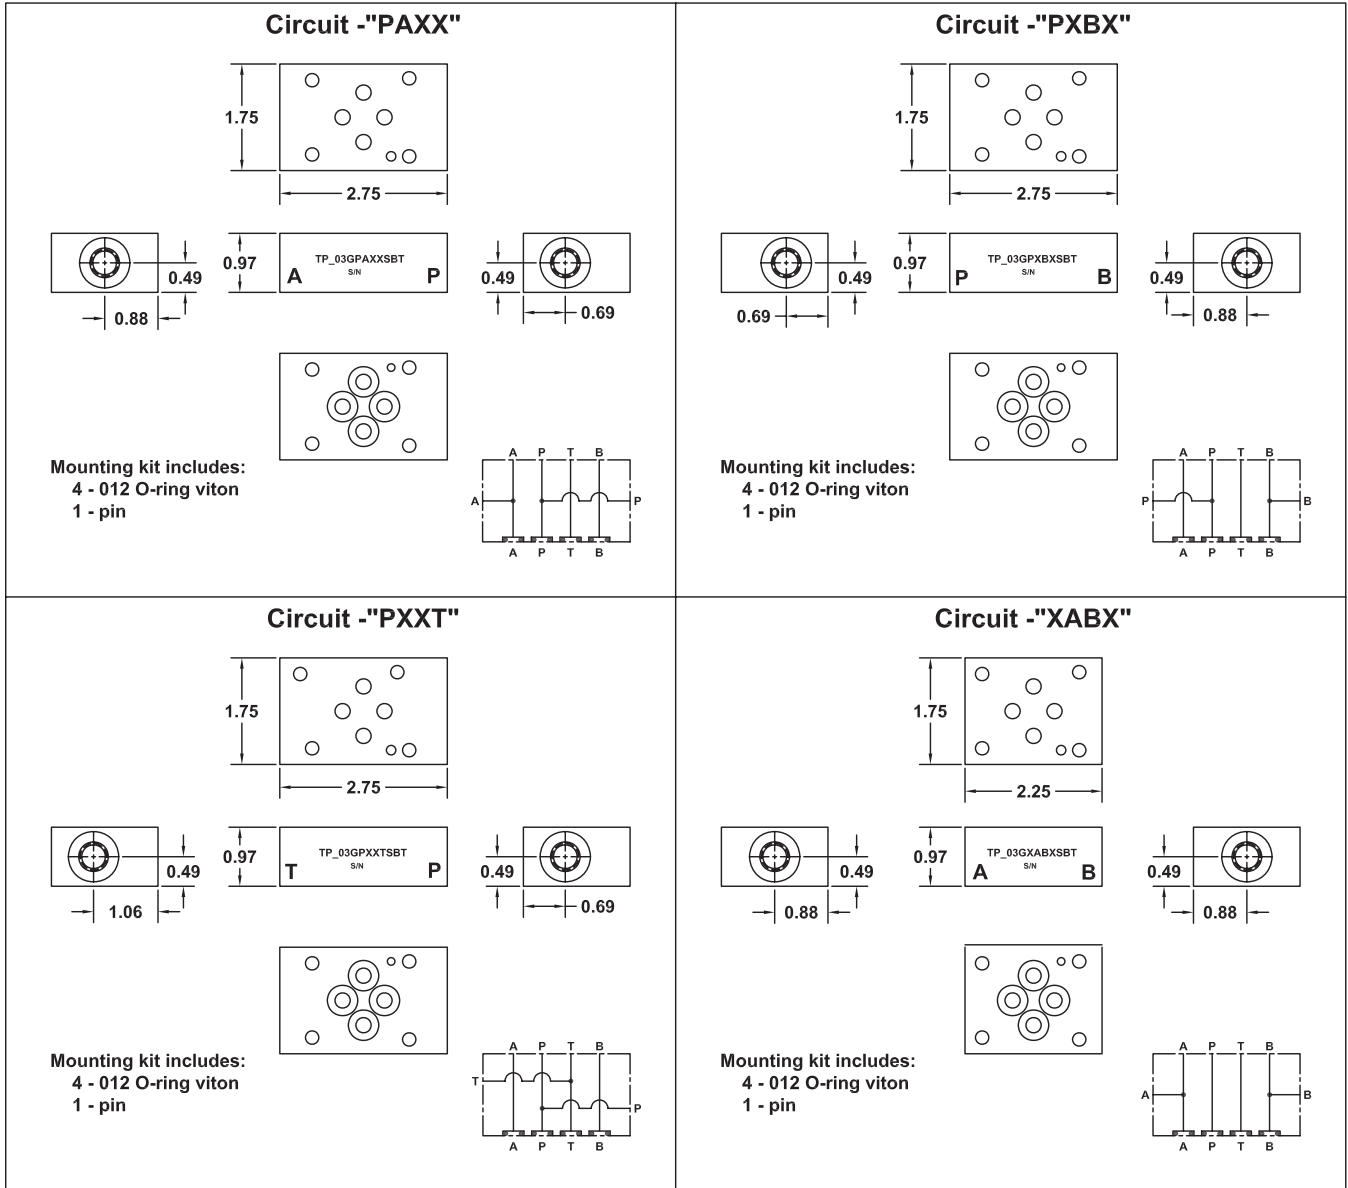 Circuit -"PAXX"
1.75
2.75
0.49
0.88
0.97
TP_03GPAXXSBT
S/N
A P
0.49
0.69
Mounting kit includes:
4 - 012 O-ring viton
1 - pin
A P T B
A P
A P T B
Circuit -"PXBX"
1.75
2.75
0.49
0.69
0.97
TP_03GPXBXSBT
S/N
P B
0.49
0.88
Mounting kit includes:
4 - 012 O-ring viton
1 - pin
A P T B
P B
A P T B
Circuit -"PXXT"
1.75
2.75
0.49
1.06
0.97
TP_03GPXXTSBT
S/N
T P
0.49
0.69
Mounting kit includes:
4 - 012 O-ring viton
1 - pin
A P T B
T
P
A P T B
Circuit -"XABX"
1.75
2.25
0.49
0.88
0.97
TP_03GXABXSBT
S/N
A B
0.49
0.88
Mounting kit includes:
4 - 012 O-ring viton
1 - pin
A P T B
A B
A P T B